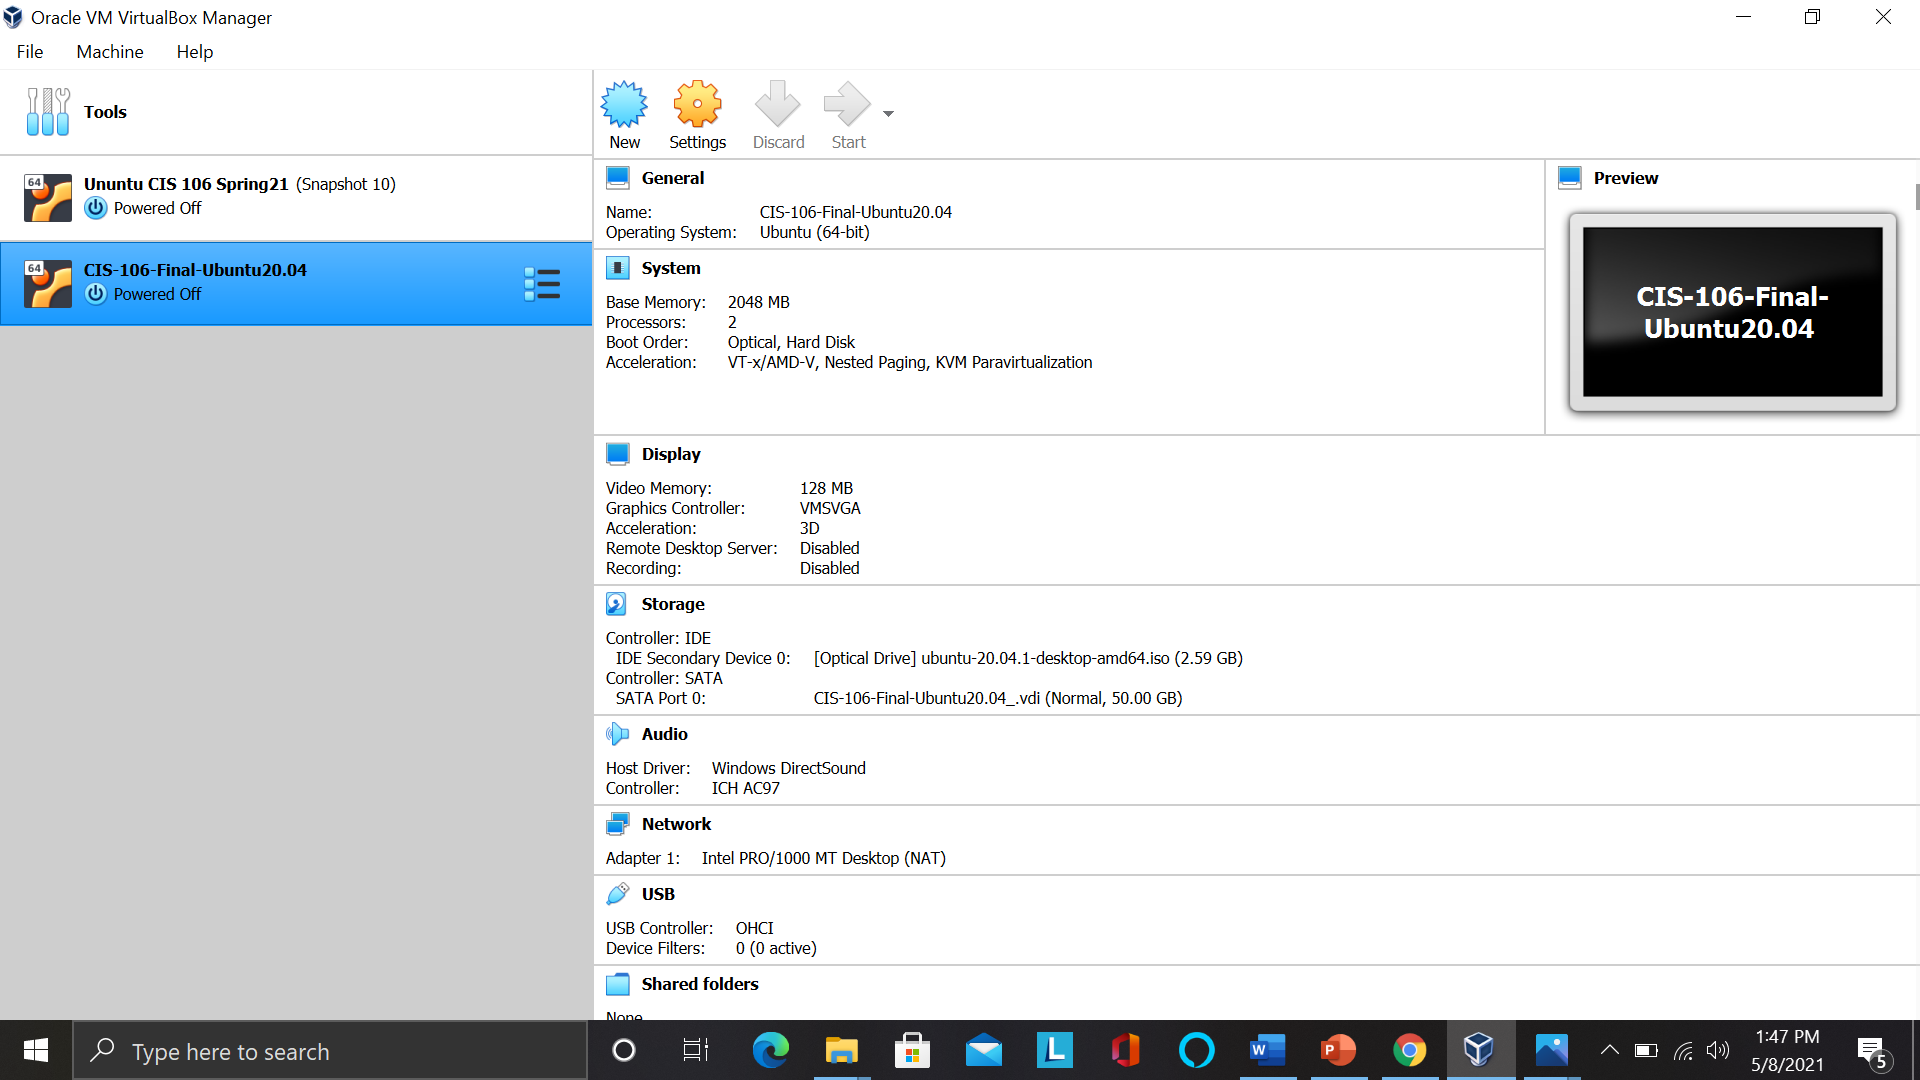 Oracle VM VirtualBox Manager
File Machine Help
Tools
64
Ununtu CIS 106 Spring21 (Snapshot 10)
Powered Off
64
CIS-106-Final-Ubuntu20.04
Powered Off
New Settings Discard Start
General
Name: CIS-106-Final-Ubuntu20.04
Operating System: Ubuntu (64-bit)
System
Base Memory: 2048 MB
Processors: 2
Boot Order: Optical, Hard Disk
Acceleration: VT-x/AMD-V, Nested Paging, KVM Paravirtualization
Preview
CIS-106-Final-
Ubuntu20.04
Display
Video Memory: 128 MB
Graphics Controller: VMSVGA
Acceleration: 3D
Remote Desktop Server: Disabled
Recording: Disabled
Storage
Controller: IDE
IDE Secondary Device 0: [Optical Drive] ubuntu-20.04.1-desktop-amd64.iso (2.59 GB)
Controller: SATA
SATA Port 0: CIS-106-Final-Ubuntu20.04_.vdi (Normal, 50.00 GB)
Audio
Host Driver: Windows DirectSound
Controller: ICH AC97
Network
Adapter 1: Intel PRO/1000 MT Desktop (NAT)
USB
USB Controller: OHCI
Device Filters: 0 (0 active)
Shared folders
None
Type here to search
L
W
P
1:47 PM
5/8/2021
5